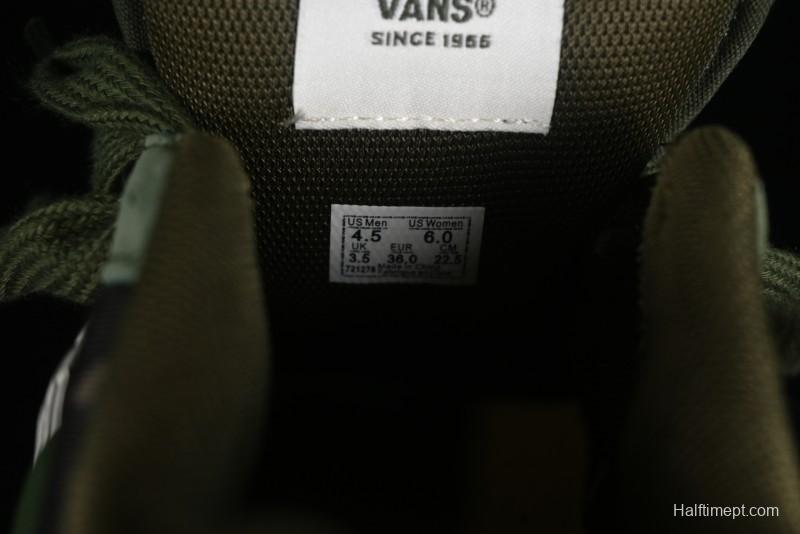 VANS®
SINCE 1966
US Men US Women
4.5 6.0
UK EUR CM
3.5 36.0 22.5
721278 Made in China
Halftimept.com